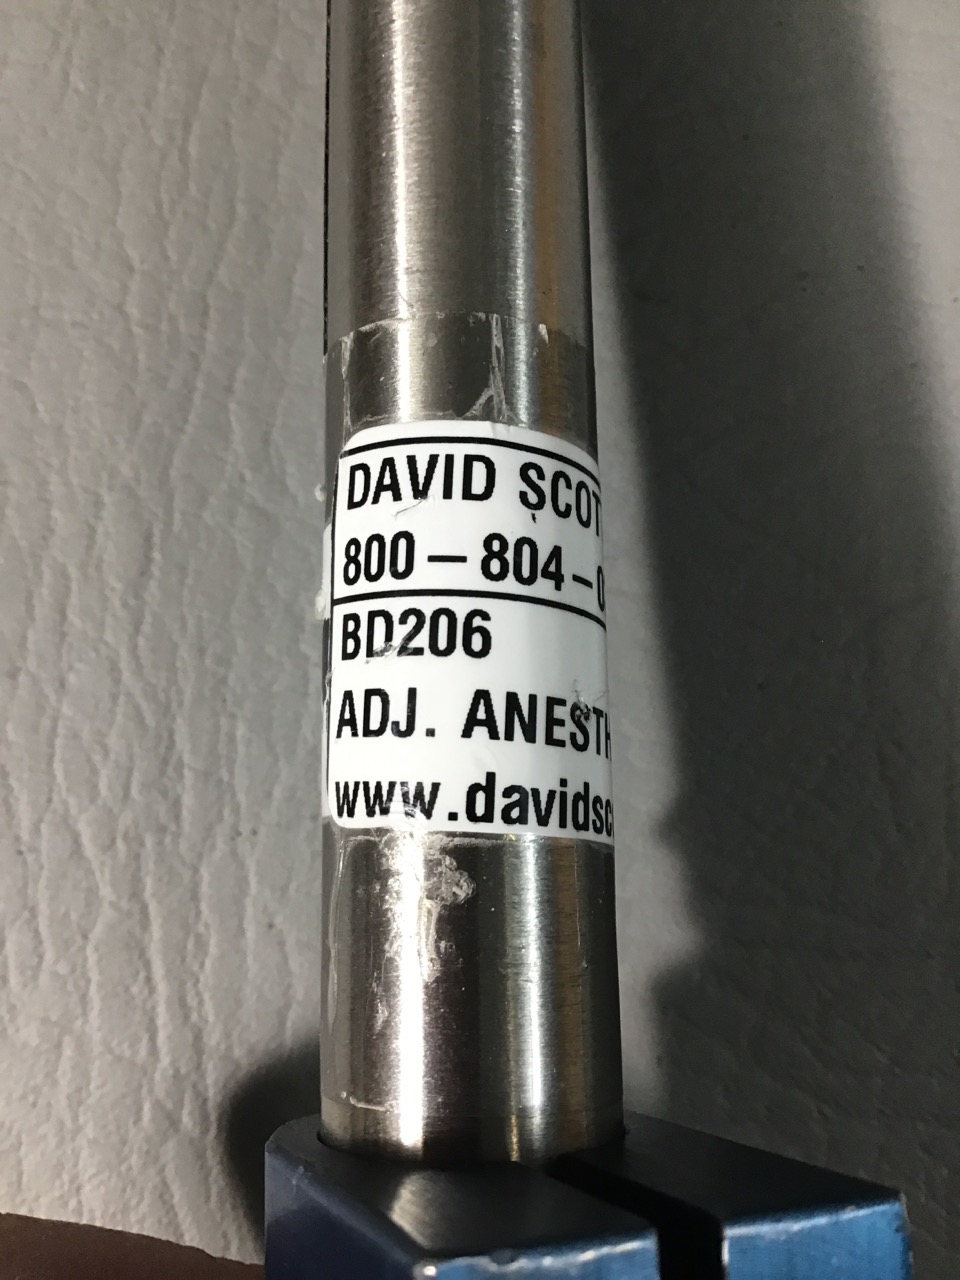 DAVID SCOT
800 – 804 –
BD206
ADJ. ANESTH
www.davidsc